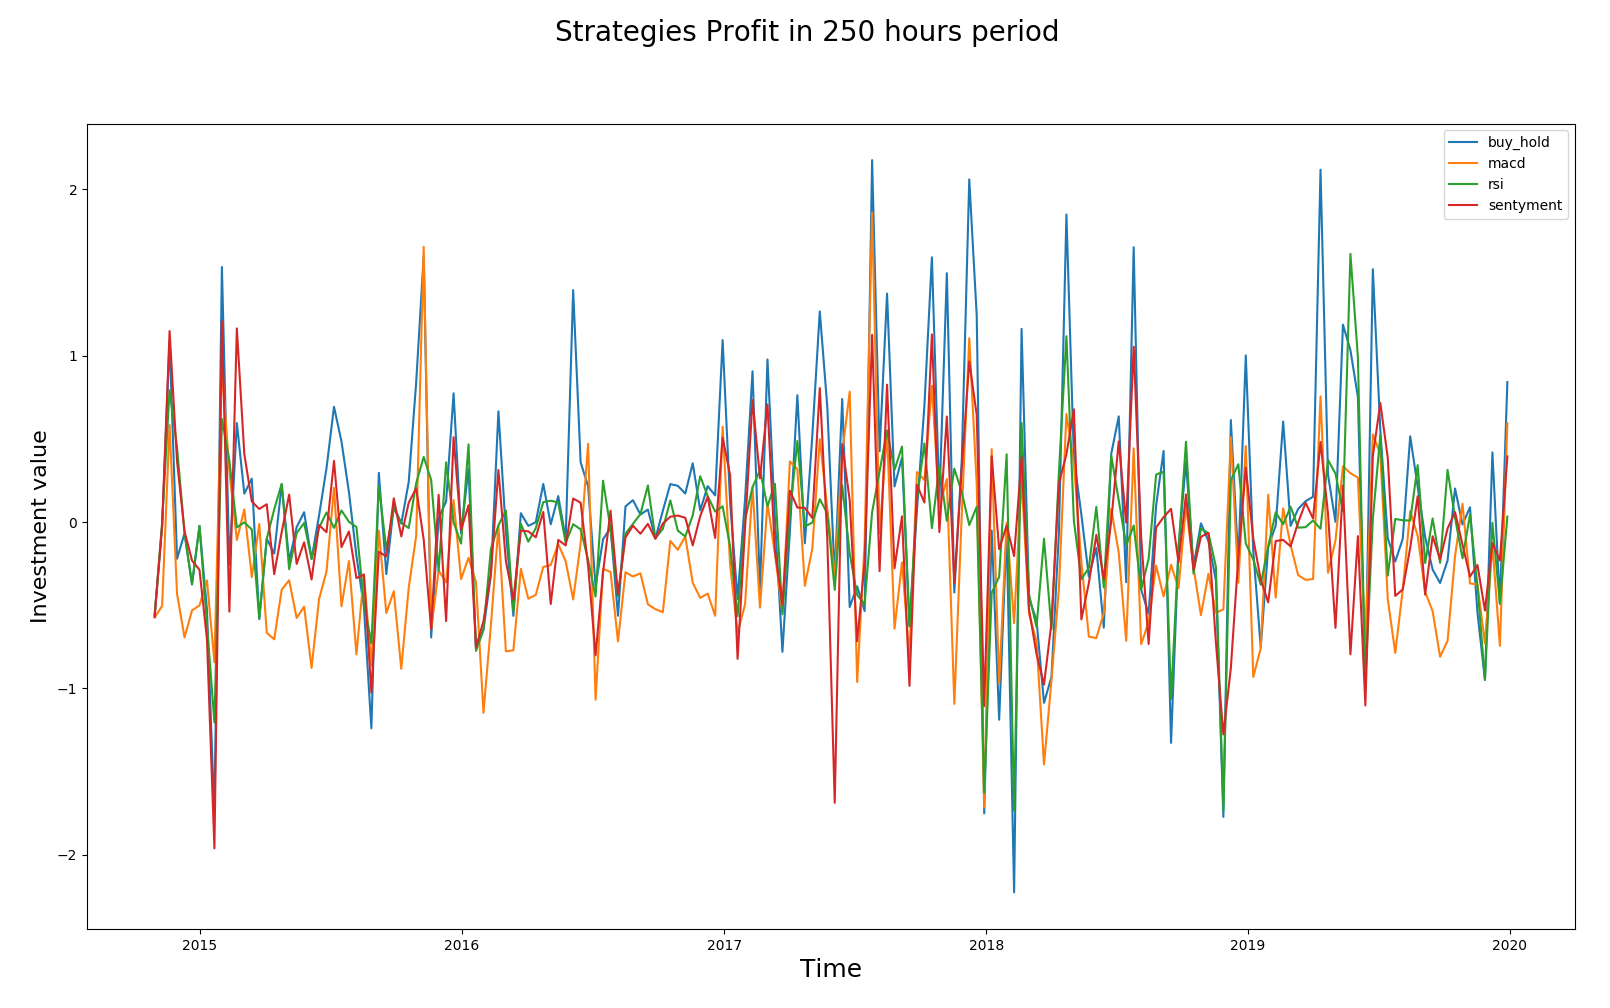 Strategies Profit in 250 hours period
buy_hold
macd
rsi
sentyment
Investment value
2
1
0
−1
−2
2015
2016
2017
2018
2019
2020
Time